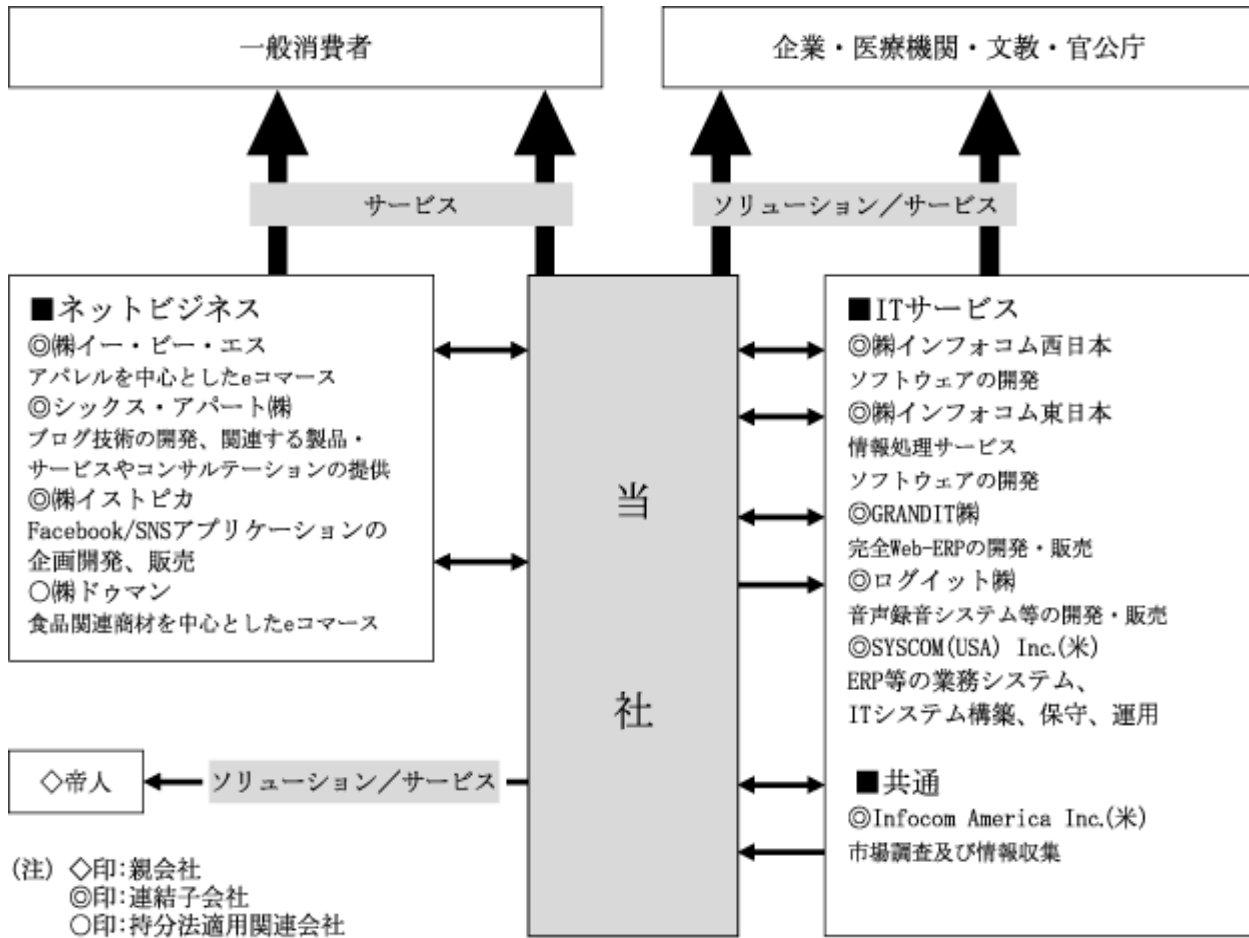 一般消費者
企業・医療機関・文教・官公庁
サービス
ソリューション／サービス
■ネットビジネス
◎㈱イー・ビー・エス
アパレルを中心としたeコマース
◎シックス・アパート㈱
ブログ技術の開発、関連する製品・
サービスやコンサルテーションの提供
◎㈱イストピカ
Facebook/SNSアプリケーションの
企画開発、販売
○㈱ドゥマン
食品関連商材を中心としたeコマース
当
社
■ITサービス
◎㈱インフォコム西日本
ソフトウェアの開発
◎㈱インフォコム東日本
情報処理サービス
ソフトウェアの開発
◎GRANDIT㈱
完全Web-ERPの開発・販売
◎ログイット㈱
音声録音システム等の開発・販売
◎SYSCOM(USA) Inc.(米)
ERP等の業務システム、
ITシステム構築、保守、運用
■共通
◎Infocom America Inc.(米)
市場調査及び情報収集
◇帝人
ソリューション／サービス
(注) ◇印：親会社
◎印：連結子会社
○印：持分法適用関連会社